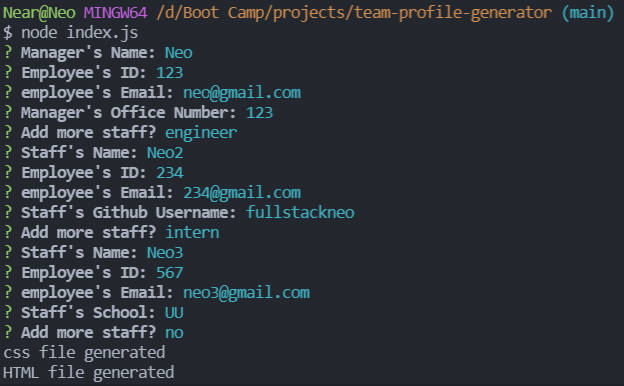 Near@Neo MINGW64 /d/Boot Camp/projects/team-profile-generator (main)
$ node index.js
? Manager's Name: Neo
? Employee's ID: 123
? employee's Email: neo@gmail.com
? Manager's Office Number: 123
? Add more staff? engineer
? Staff's Name: Neo2
? Employee's ID: 234
? employee's Email: 234@gmail.com
? Staff's Github Username: fullstackneo
? Add more staff? intern
? Staff's Name: Neo3
? Employee's ID: 567
? employee's Email: neo3@gmail.com
? Staff's School: UU
? Add more staff? no
css file generated
HTML file generated